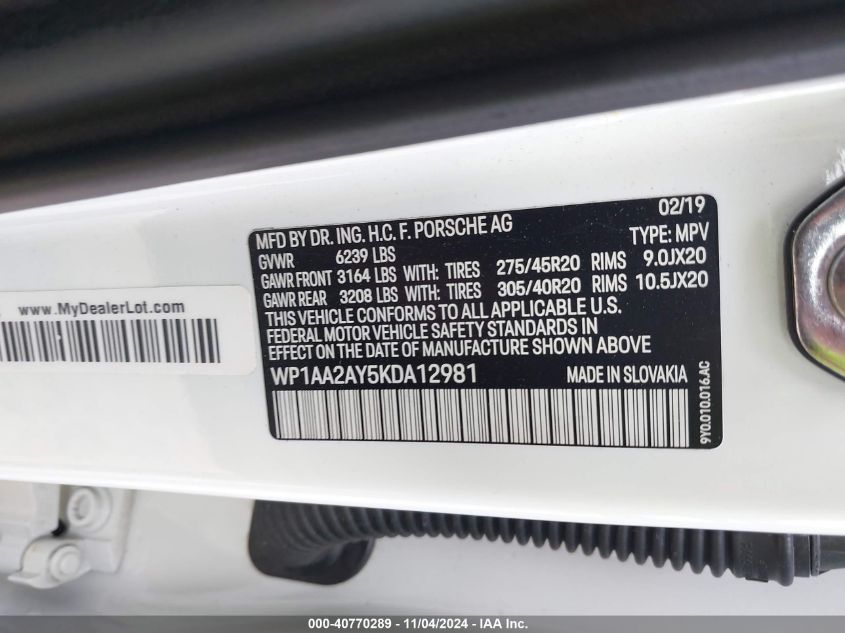 MFD BY DR. ING. H.C. F. PORSCHE AG 02/19
GVWR 6239 LBS TYPE: MPV
GAWR FRONT 3164 LBS WITH: TIRES 275/45R20 RIMS 9.0JX20
GAWR REAR 3208 LBS WITH: TIRES 305/40R20 RIMS 10.5JX20
THIS VEHICLE CONFORMS TO ALL APPLICABLE U.S.
FEDERAL MOTOR VEHICLE SAFETY STANDARDS IN
EFFECT ON THE DATE OF MANUFACTURE SHOWN ABOVE
WP1AA2AY5KDA12981 MADE IN SLOVAKIA
9Y0.010.016.AC
www.MyDealerLot.com
000-40770289 - 11/04/2024 - IAA Inc.